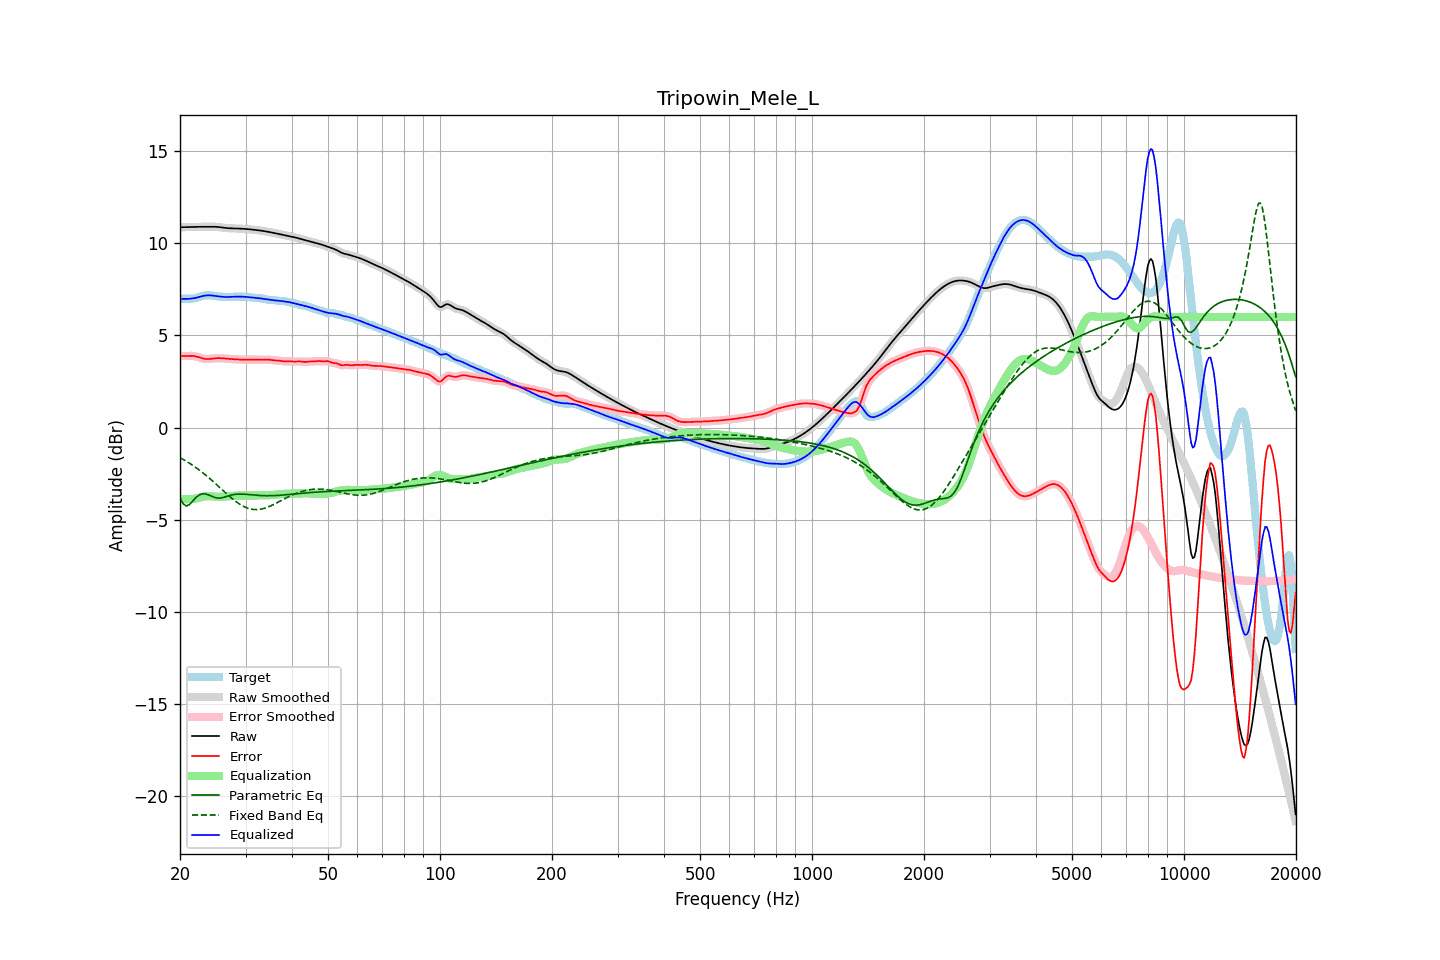 Tripowin_Mele_L
15
10
5
0
−5
−10
−15
−20
Amplitude (dBr)
Target
Raw Smoothed
Error Smoothed
Raw
Error
Equalization
Parametric Eq
Fixed Band Eq
Equalized
20
50
100
200
500
1000
2000
5000
10000
20000
Frequency (Hz)